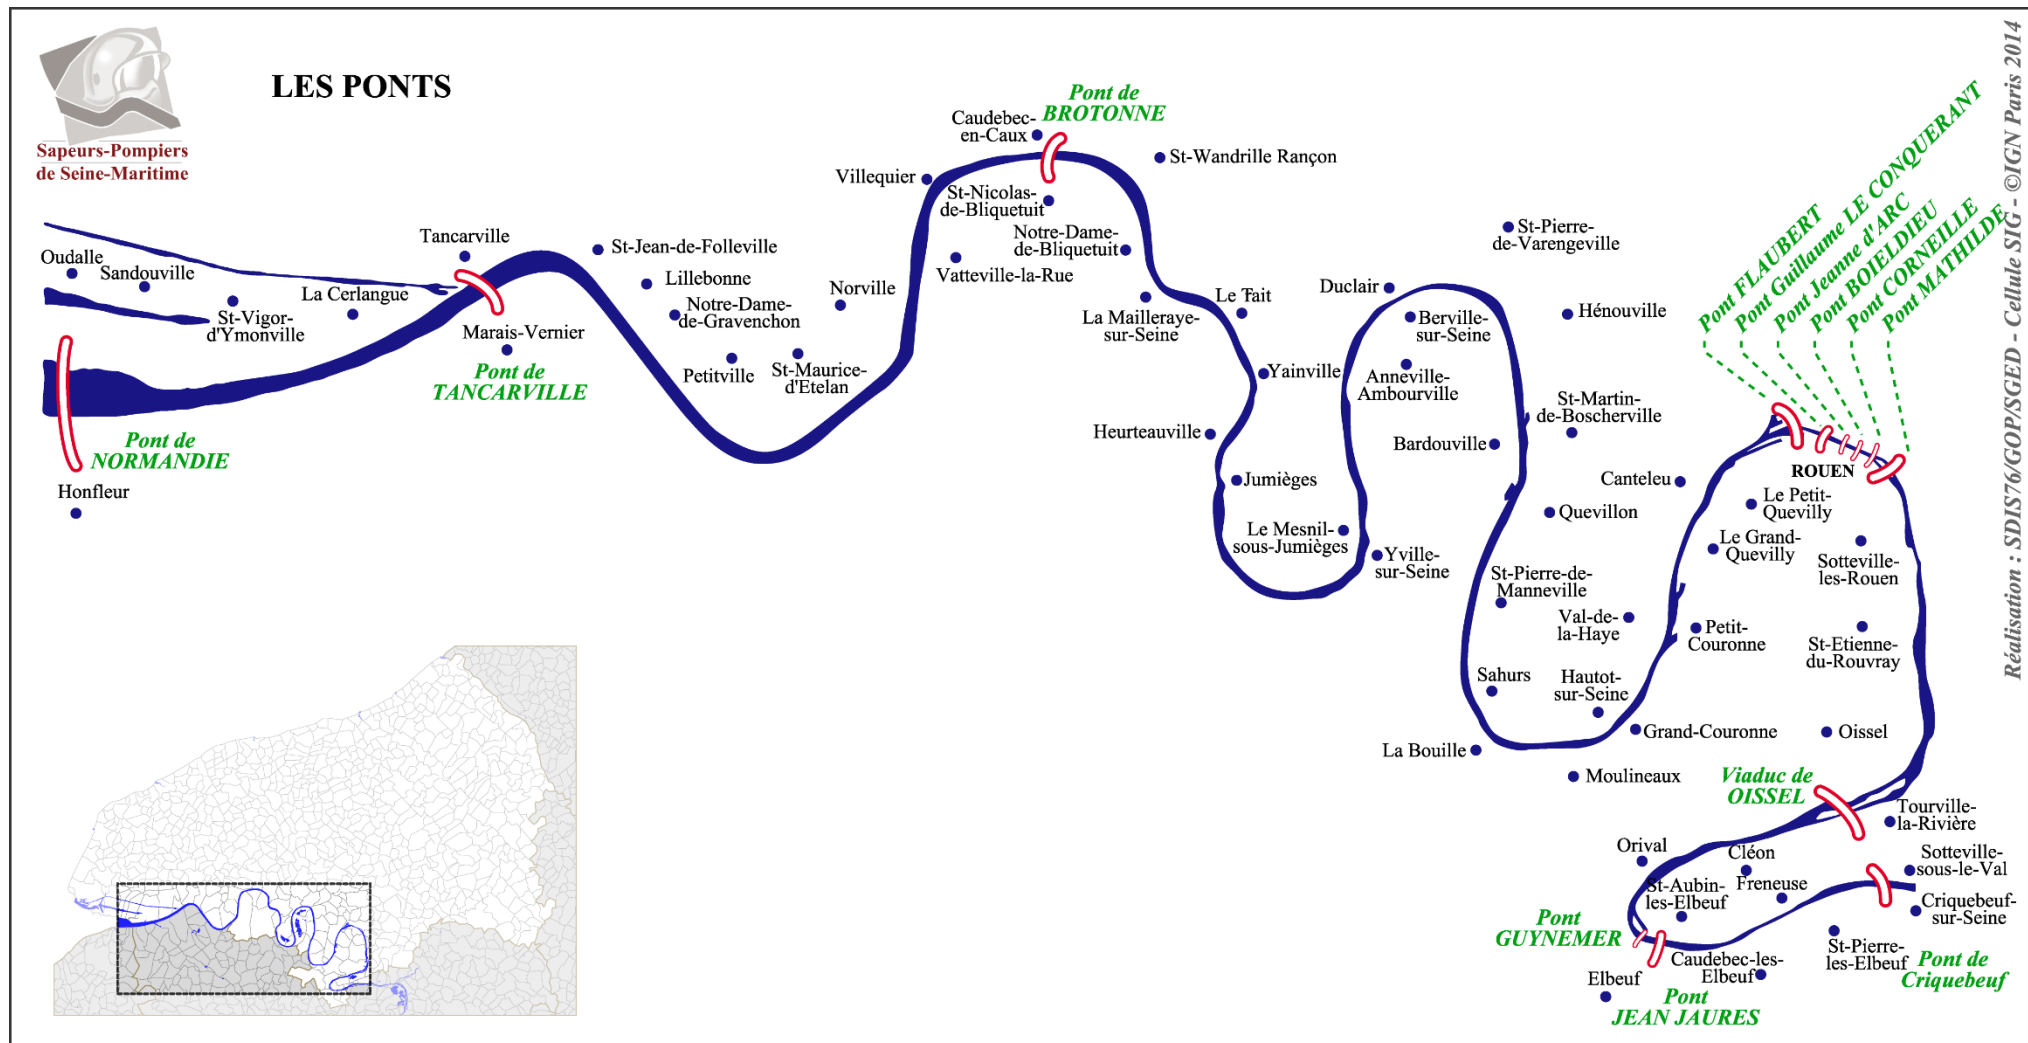 LES PONTS
Sapeurs-Pompiers
de Seine-Maritime
Réalisation : SDIS76/GOP/SGED - Cellule SIG - ©IGN Paris 2014
Oudalle
Sandouville
St-Vigor-
d'Ymonville
La Cerlangue
Tancarville
Marais-Vernier
Pont de
TANCARVILLE
Pont de
NORMANDIE
Honfleur
St-Jean-de-Folleville
Lillebonne
Notre-Dame-
de-Gravenchon
Petitville
St-Maurice-
d'Etelan
Norville
Villequier
Caudebec-
en-Caux
Pont de
BROTONNE
St-Wandrille Rançon
St-Nicolas-
de-Bliquetuit
Notre-Dame-
de-Bliquetuit
Vatteville-la-Rue
La Mailleraye-
sur-Seine
Le Tait
Yainville
Heurteauville
Jumièges
Le Mesnil-
sous-Jumièges
Yville-
sur-Seine
Duclair
Berville-
sur-Seine
Anneville-
Ambourville
Bardouville
St-Pierre-
de-Varengeville
Hénouville
St-Martin-
de-Boscherville
Quevillon
Canteleu
St-Pierre-de-
Manneville
Val-de-
la-Haye
Sahurs
Hautot-
sur-Seine
La Bouille
Moulineaux
Grand-Couronne
Petit-
Couronne
Le Grand-
Quevilly
Le Petit-
Quevilly
ROUEN
Pont FLAUBERT
Pont Guillaume LE CONQUERANT
Pont Jeanne d'ARC
Pont BOIELDIEU
Pont CORNEILLE
Pont MATHILDE
Sotteville-
les-Rouen
St-Etienne-
du-Rouvray
Oissel
Viaduc de
OISSEL
Tourville-
la-Rivière
Sotteville-
sous-le-Val
Criquebeuf-
sur-Seine
Orival
Cléon
Freneuse
St-Aubin-
les-Elbeuf
Pont
GUYNEMER
Elbeuf
Caudebec-les-
Elbeuf
Pont
JEAN JAURES
St-Pierre-
les-Elbeuf
Pont de
Criquebeuf